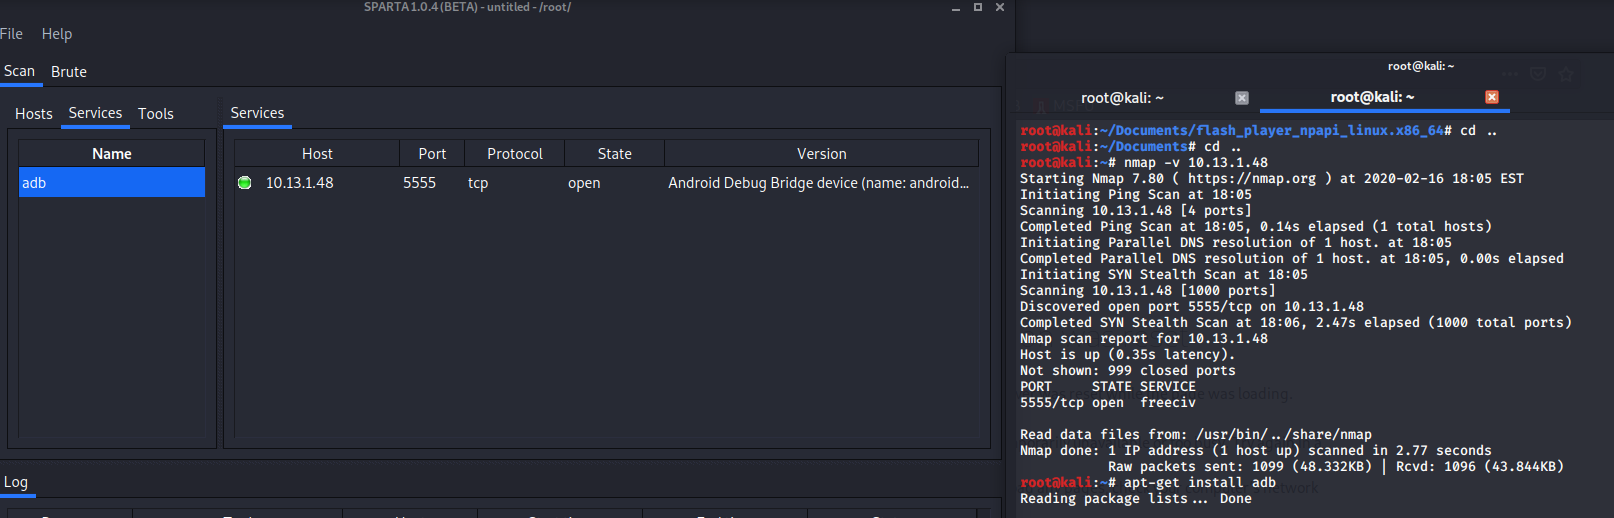 SPARTA 1.0.4 (BETA) - untitled - /root/
File Help
Scan Brute
Hosts Services Tools
Services
Name
adb
Host Port Protocol State Version
10.13.1.48 5555 tcp open Android Debug Bridge device (name: android...
Log
root@kali: ~
root@kali: ~ root@kali: ~
root@kali:~/Documents/flash_player_npapi_linux.x86_64# cd ..
root@kali:~/Documents# cd ..
root@kali:~# nmap -v 10.13.1.48
Starting Nmap 7.80 ( https://nmap.org ) at 2020-02-16 18:05 EST
Initiating Ping Scan at 18:05
Scanning 10.13.1.48 [4 ports]
Completed Ping Scan at 18:05, 0.14s elapsed (1 total hosts)
Initiating Parallel DNS resolution of 1 host. at 18:05
Completed Parallel DNS resolution of 1 host. at 18:05, 0.00s elapsed
Initiating SYN Stealth Scan at 18:05
Scanning 10.13.1.48 [1000 ports]
Discovered open port 5555/tcp on 10.13.1.48
Completed SYN Stealth Scan at 18:06, 2.47s elapsed (1000 total ports)
Nmap scan report for 10.13.1.48
Host is up (0.35s latency).
Not shown: 999 closed ports
PORT STATE SERVICE
was loading.
5555/tcp open freeciv
Read data files from: /usr/bin/../share/nmap
Nmap done: 1 IP address (1 host up) scanned in 2.77 seconds
Raw packets sent: 1099 (48.332KB) | Rcvd: 1096 (43.844KB)
root@kali:~# apt-get install adb
network
Reading package lists... Done